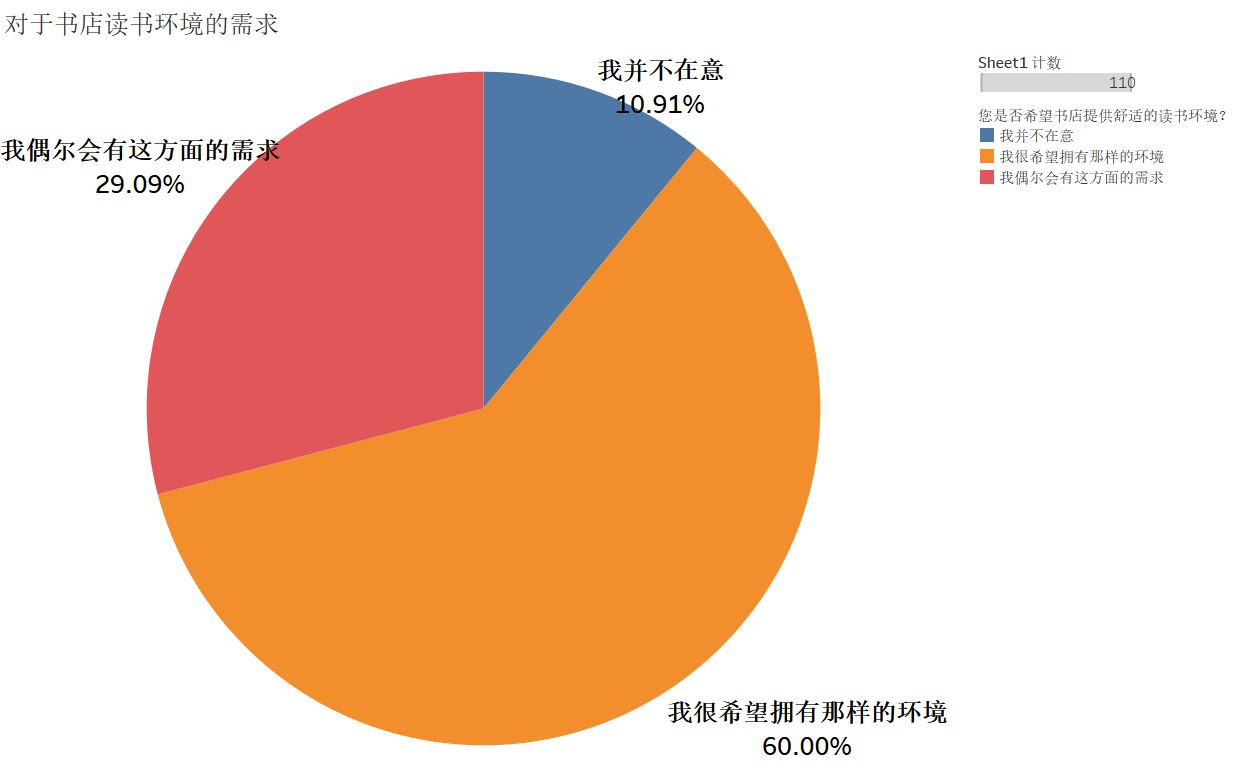 对于书店读书环境的需求
我并不在意
10.91%
我偶尔会有这方面的需求
29.09%
我很希望拥有那样的环境
60.00%
Sheet1 计数
110
您是否希望书店提供舒适的读书环境？
我并不在意
我很希望拥有那样的环境
我偶尔会有这方面的需求